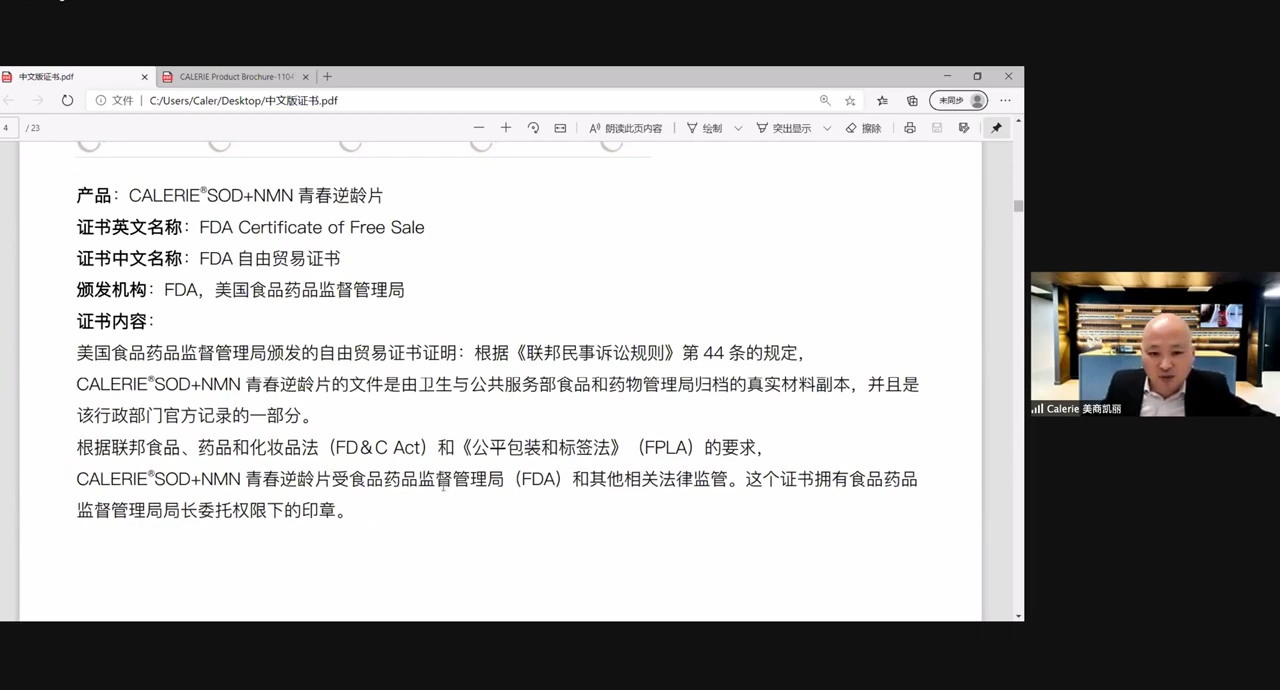 中文版证书.pdf
CALERIE Product Brochure-110
文件
C:/Users/Caler/Desktop/中文版证书.pdf
未同步
4 / 23
朗读此页内容
绘制
突出显示
擦除
产品：CALERIE®SOD+NMN 青春逆龄片
证书英文名称：FDA Certificate of Free Sale
证书中文名称：FDA 自由贸易证书
颁发机构：FDA，美国食品药品监督管理局
证书内容：
美国食品药品监督管理局颁发的自由贸易证书证明：根据《联邦民事诉讼规则》第 44 条的规定，
CALERIE®SOD+NMN 青春逆龄片的文件是由卫生与公共服务部食品和药物管理局归档的真实材料副本，并且是
该行政部门官方记录的一部分。
根据联邦食品、药品和化妆品法（FD＆C Act）和《公平包装和标签法》（FPLA）的要求，
CALERIE®SOD+NMN 青春逆龄片受食品药品监督管理局（FDA）和其他相关法律监管。这个证书拥有食品药品
监督管理局局长委托权限下的印章。
Calerie 美商凯丽